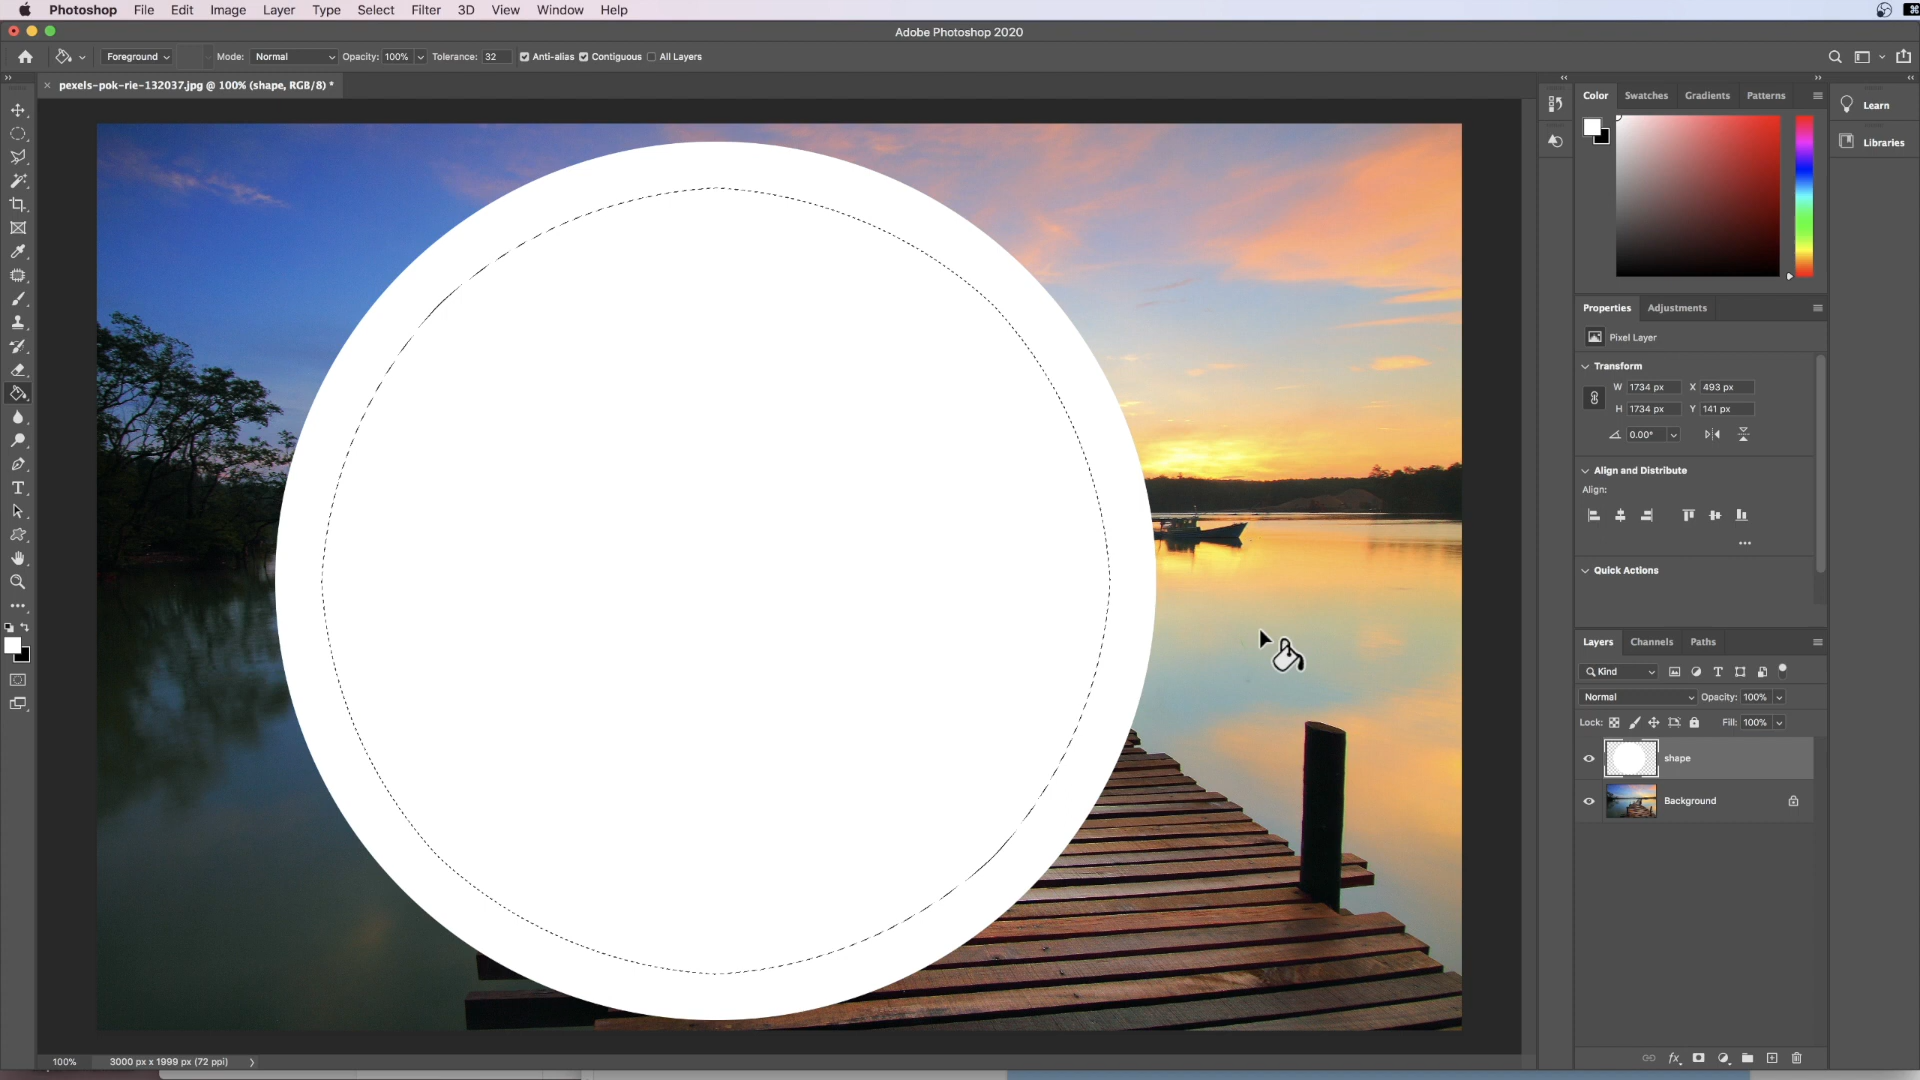 Photoshop File Edit Image Layer Type Select Filter 3D View Window Help
Adobe Photoshop 2020
Foreground Mode: Normal Opacity: 100% Tolerance: 32 Anti-alias Contiguous All Layers
pexels-pok-rie-132037.jpg @ 100% (shape, RGB/8) *
Color Swatches Gradients Patterns
Learn
Libraries
Properties Adjustments
Pixel Layer
Transform
W 1734 px X 493 px
H 1734 px Y 141 px
0.00°
Align and Distribute
Align:
Quick Actions
Layers Channels Paths
Kind
Normal Opacity: 100%
Lock: Fill: 100%
shape
Background
100% 3000 px x 1999 px (72 ppi)